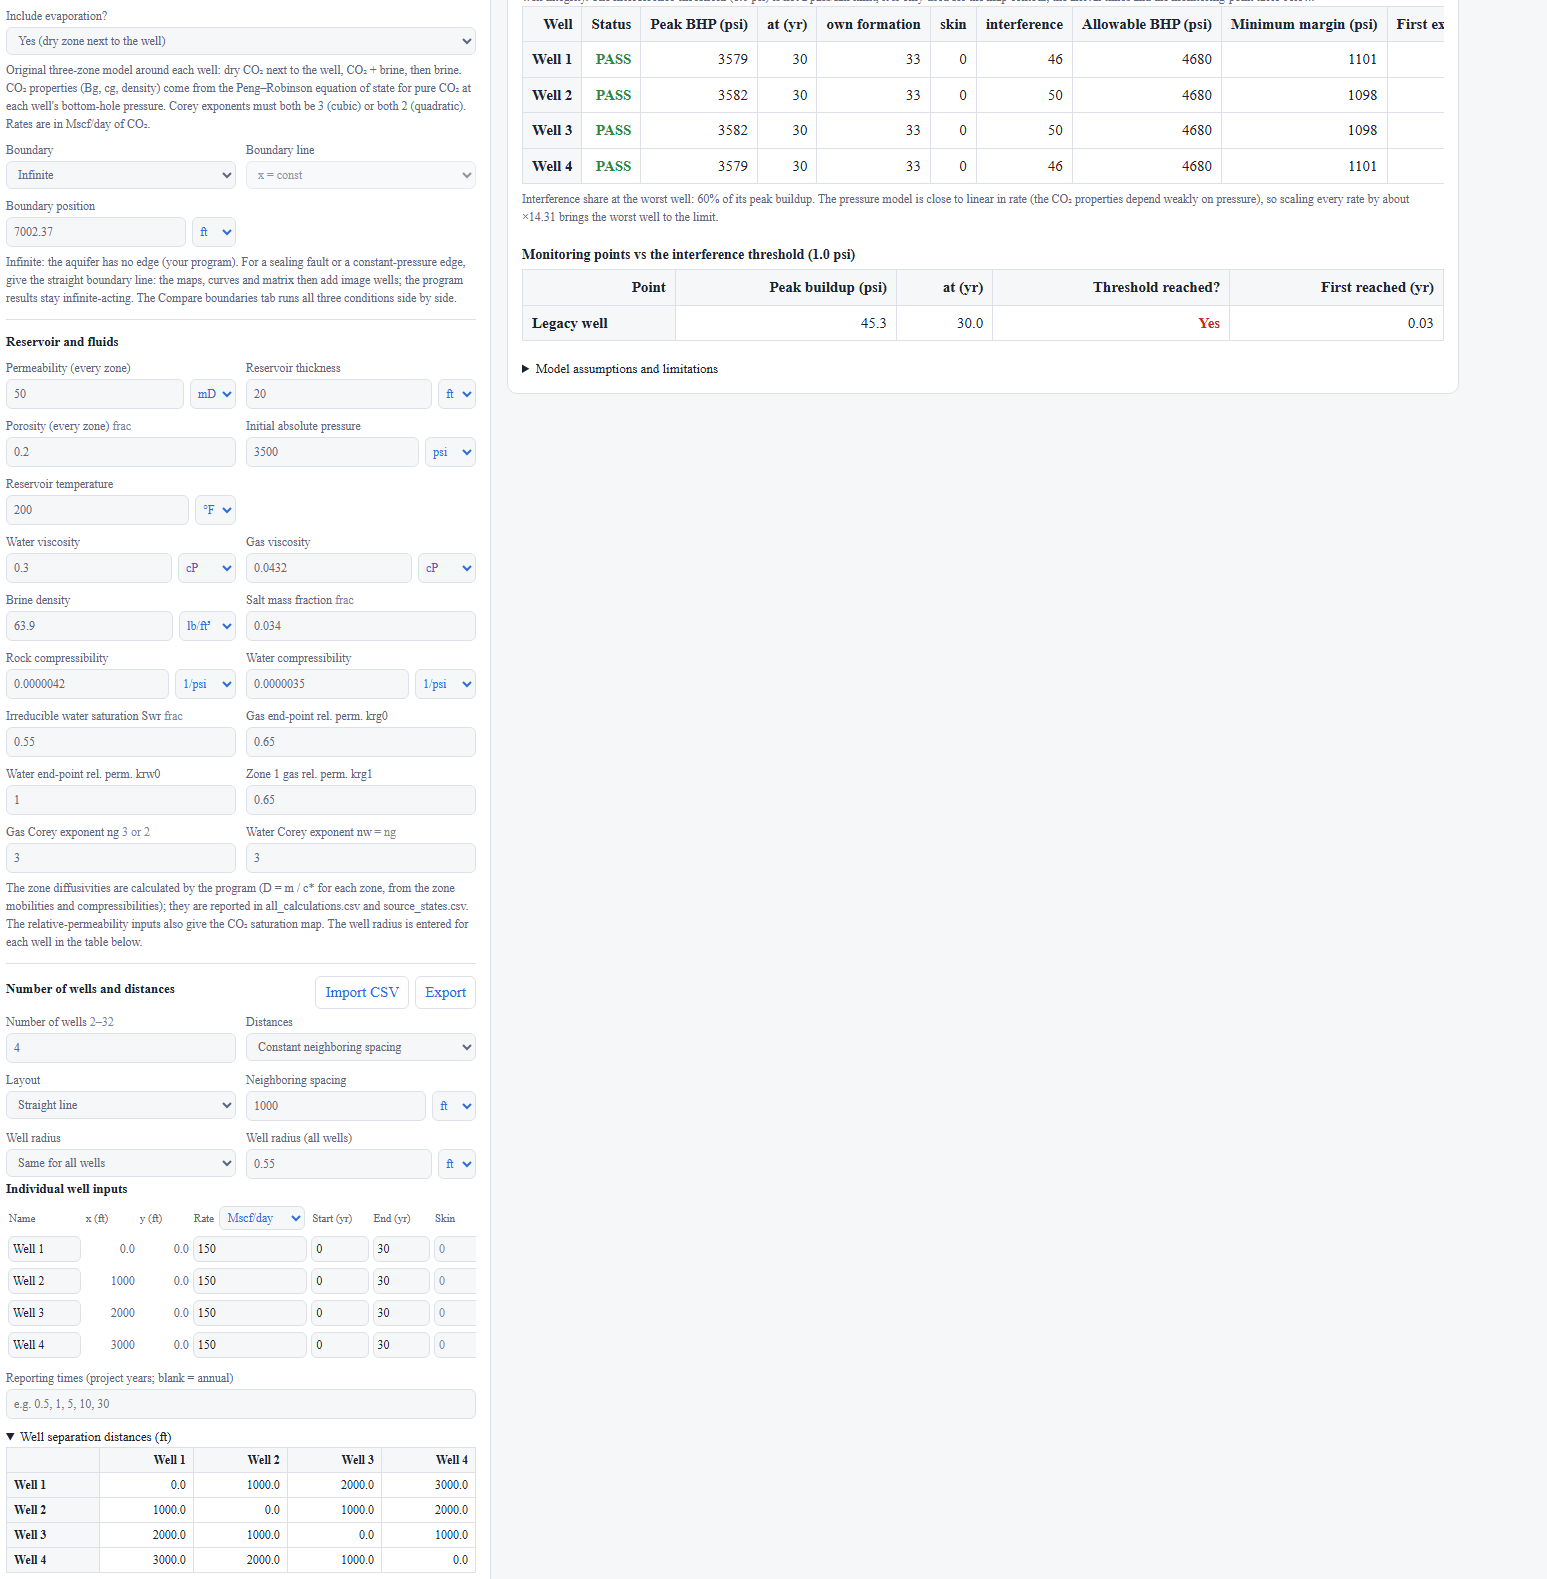 Include evaporation?
Yes (dry zone next to the well)
Original three-zone model around each well: dry CO₂ next to the well, CO₂ + brine, then brine.
CO₂ properties (Bg, cg, density) come from the Peng–Robinson equation of state for pure CO₂ at
each well's bottom-hole pressure. Corey exponents must both be 3 (cubic) or both 2 (quadratic).
Rates are in Mscf/day of CO₂.
Boundary Boundary line
Infinite x = const
Boundary position
7002.37 ft
Infinite: the aquifer has no edge (your program). For a sealing fault or a constant-pressure edge,
give the straight boundary line: the maps, curves and matrix then add image wells; the program
results stay infinite-acting. The Compare boundaries tab runs all three conditions side by side.
Reservoir and fluids
Permeability (every zone) Reservoir thickness
50 mD 20 ft
Porosity (every zone) frac Initial absolute pressure
0.2 3500 psi
Reservoir temperature
200 °F
Water viscosity Gas viscosity
0.3 cP 0.0432 cP
Brine density Salt mass fraction frac
63.9 lb/ft³ 0.034
Rock compressibility Water compressibility
0.0000042 1/psi 0.0000035 1/psi
Irreducible water saturation Swr frac Gas end-point rel. perm. krg0
0.55 0.65
Water end-point rel. perm. krw0 Zone 1 gas rel. perm. krg1
1 0.65
Gas Corey exponent ng 3 or 2 Water Corey exponent nw = ng
3 3
The zone diffusivities are calculated by the program (D = m / c* for each zone, from the zone
mobilities and compressibilities); they are reported in all_calculations.csv and source_states.csv.
The relative-permeability inputs also give the CO₂ saturation map. The well radius is entered for
each well in the table below.
Number of wells and distances Import CSV Export
Number of wells 2–32 Distances
4 Constant neighboring spacing
Layout Neighboring spacing
Straight line 1000 ft
Well radius Well radius (all wells)
Same for all wells 0.55 ft
Individual well inputs
Name x (ft) y (ft) Rate Mscf/day Start (yr) End (yr) Skin
Well 1 0.0 0.0 150 0 30 0
Well 2 1000 0.0 150 0 30 0
Well 3 2000 0.0 150 0 30 0
Well 4 3000 0.0 150 0 30 0
Reporting times (project years; blank = annual)
e.g. 0.5, 1, 5, 10, 30
▼ Well separation distances (ft)
Well 1 Well 2 Well 3 Well 4
Well 1 0.0 1000.0 2000.0 3000.0
Well 2 1000.0 0.0 1000.0 2000.0
Well 3 2000.0 1000.0 0.0 1000.0
Well 4 3000.0 2000.0 1000.0 0.0
Well Status Peak BHP (psi) at (yr) own formation skin interference Allowable BHP (psi) Minimum margin (psi) First ex
Well 1 PASS 3579 30 33 0 46 4680 1101
Well 2 PASS 3582 30 33 0 50 4680 1098
Well 3 PASS 3582 30 33 0 50 4680 1098
Well 4 PASS 3579 30 33 0 46 4680 1101
Interference share at the worst well: 60% of its peak buildup. The pressure model is close to linear in rate (the CO₂ properties depend weakly on pressure), so scaling every rate by about
×14.31 brings the worst well to the limit.
Monitoring points vs the interference threshold (1.0 psi)
Point Peak buildup (psi) at (yr) Threshold reached? First reached (yr)
Legacy well 45.3 30.0 Yes 0.03
▶ Model assumptions and limitations